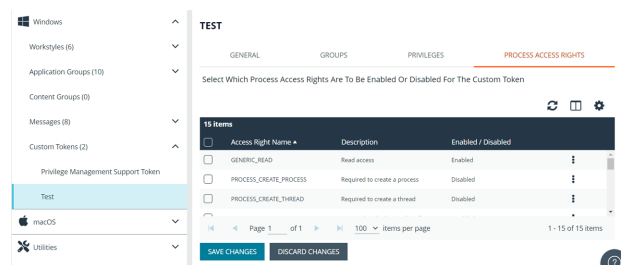 Windows
Workstyles (6)
Application Groups (10)
Content Groups (0)
Messages (8)
Custom Tokens (2)
Privilege Management Support Token
Test
macOS
Utilities
TEST
GENERAL GROUPS PRIVILEGES PROCESS ACCESS RIGHTS
Select Which Process Access Rights Are To Be Enabled Or Disabled For The Custom Token
15 items
Access Right Name Description Enabled / Disabled
GENERIC_READ Read access Enabled
PROCESS_CREATE_PROCESS Required to create a process Disabled
PROCESS_CREATE_THREAD Required to create a thread Disabled
Page 1 of 1 100 items per page 1 - 15 of 15 items
SAVE CHANGES DISCARD CHANGES
?